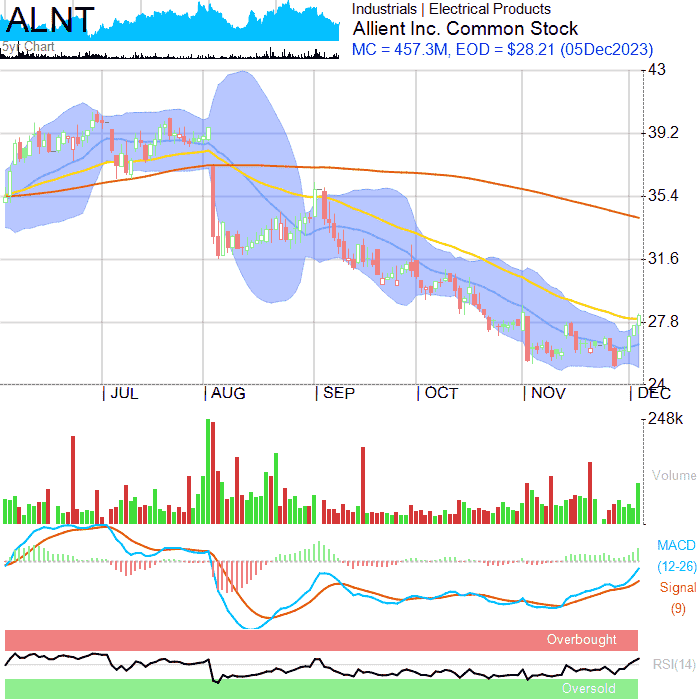 ALNT
5yr Chart
Industrials | Electrical Products
Allient Inc. Common Stock
MC = 457.3M, EOD = $28.21 (05Dec2023)
43
39.2
35.4
31.6
27.8
24
JUL
AUG
SEP
OCT
NOV
DEC
248k
Volume
MACD
(12-26)
Signal
(9)
Overbought
RSI(14)
Oversold